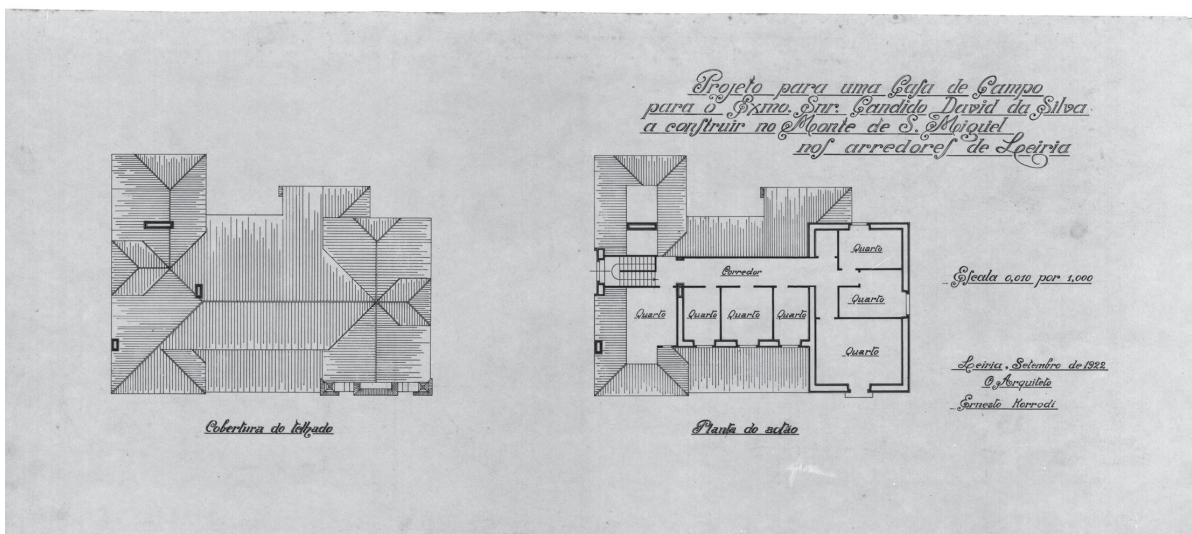 Projeto para uma Casa de Campo
para o Exmo. Snr. Candido David da Silva
a construir no Monte de S. Miguel
nos arredores de Leiria
Quarto
Corredor
Escala 0,010 por 1,000
Quarto
Quarto
Quarto
Quarto
Quarto
Quarto
Leiria, Setembro de 1922
O Arquiteto
Ernesto Korrodi
Cobertura do telhado
Planta do sotão